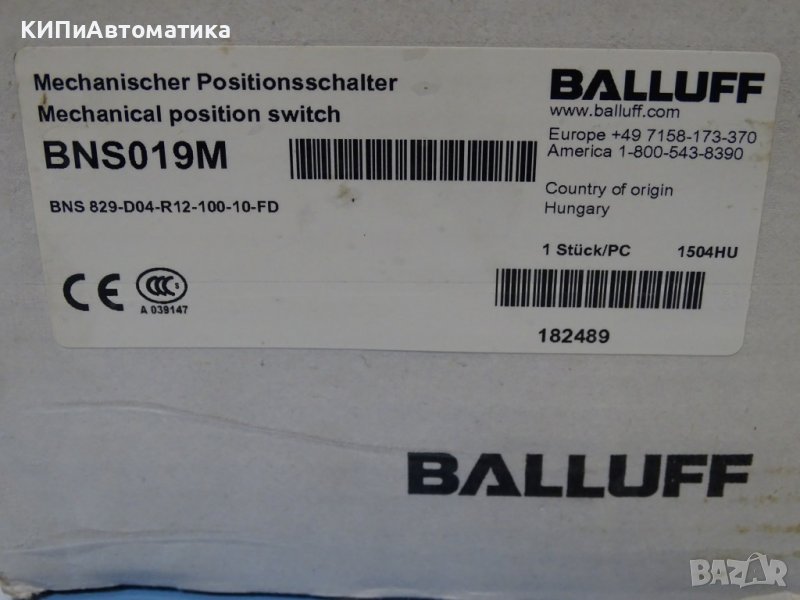 КИПиАвтоматика
Mechanischer Positionsschalter
Mechanical position switch
BNS019M
BNS 829-D04-R12-100-10-FD
BALLUFF
www.balluff.com
Europe +49 7158-173-370
America 1-800-543-8390
Country of origin
Hungary
1 Stück/PC 1504HU
CE CCC S
A 039147
182489
BALLUFF
BAZAR